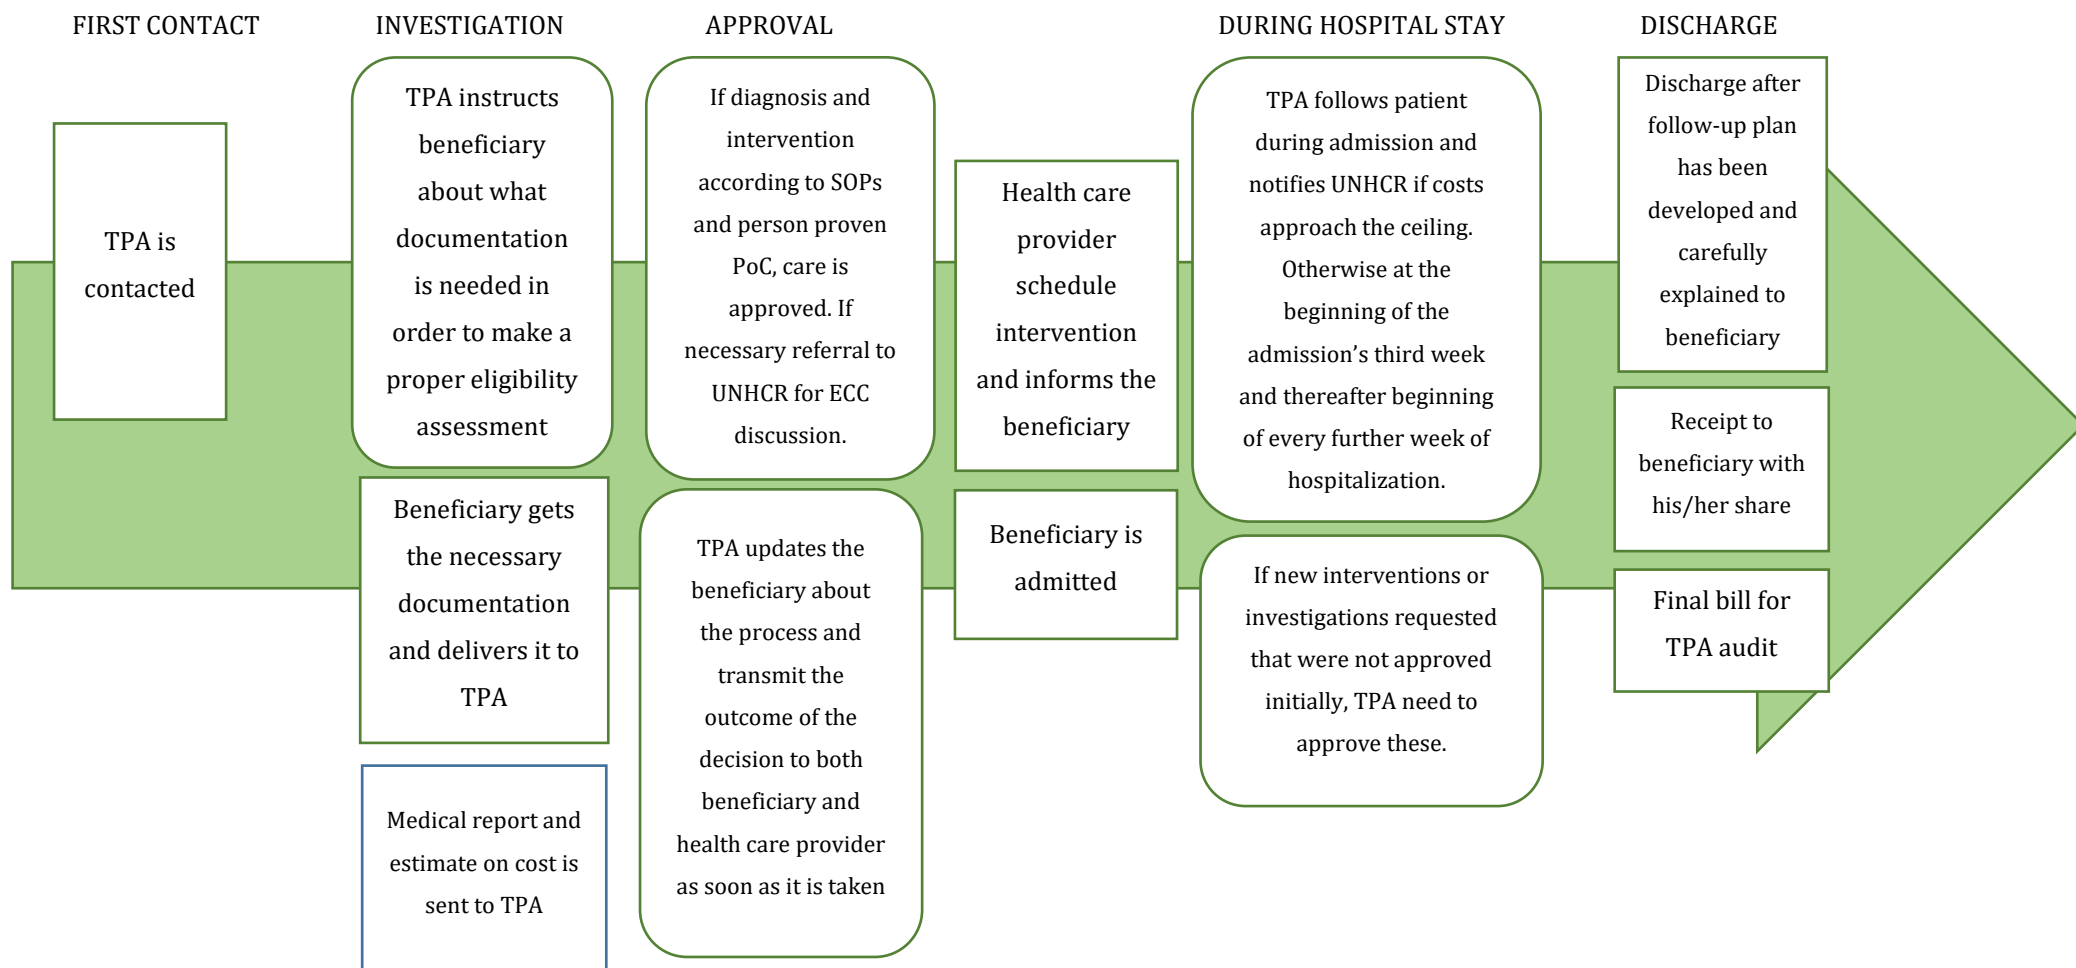 FIRST CONTACT
INVESTIGATION
APPROVAL
DURING HOSPITAL STAY
DISCHARGE
TPA is
contacted
TPA instructs
beneficiary
about what
documentation
is needed in
order to make a
proper eligibility
assessment
Beneficiary gets
the necessary
documentation
and delivers it to
TPA
Medical report and
estimate on cost is
sent to TPA
If diagnosis and
intervention
according to SOPs
and person proven
PoC, care is
approved. If
necessary referral to
UNHCR for ECC
discussion.
TPA updates the
beneficiary about
the process and
transmit the
outcome of the
decision to both
beneficiary and
health care provider
as soon as it is taken
Health care
provider
schedule
intervention
and informs the
beneficiary
Beneficiary is
admitted
TPA follows patient
during admission and
notifies UNHCR if costs
approach the ceiling.
Otherwise at the
beginning of the
admission’s third week
and thereafter beginning
of every further week of
hospitalization.
If new interventions or
investigations requested
that were not approved
initially, TPA need to
approve these.
Discharge after
follow-up plan
has been
developed and
carefully
explained to
beneficiary
Receipt to
beneficiary with
his/her share
Final bill for
TPA audit